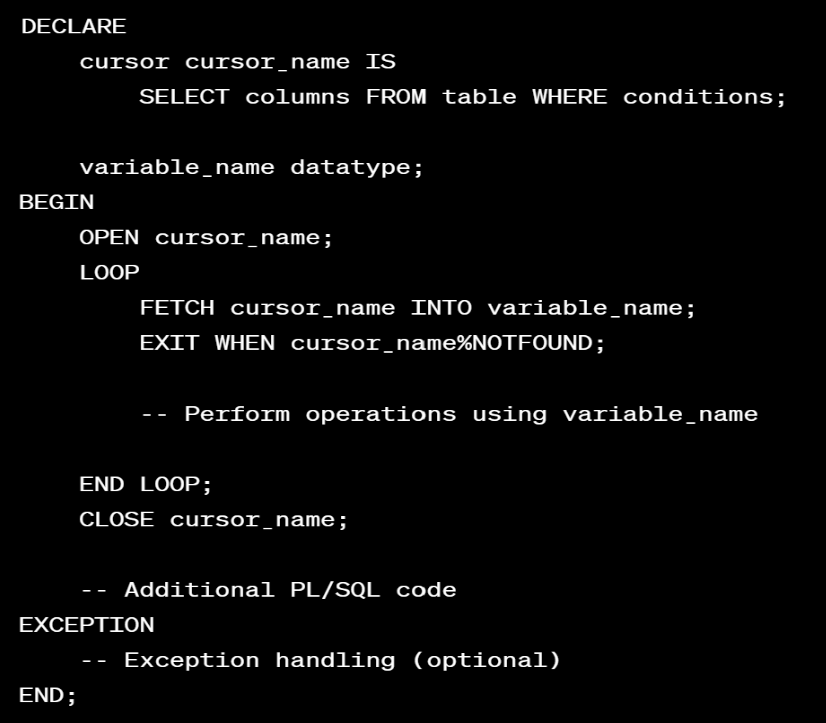 DECLARE
cursor cursor_name IS
SELECT columns FROM table WHERE conditions;
variable_name datatype;
BEGIN
OPEN cursor_name;
LOOP
FETCH cursor_name INTO variable_name;
EXIT WHEN cursor_name%NOTFOUND;
-- Perform operations using variable_name
END LOOP;
CLOSE cursor_name;
-- Additional PL/SQL code
EXCEPTION
-- Exception handling (optional)
END;